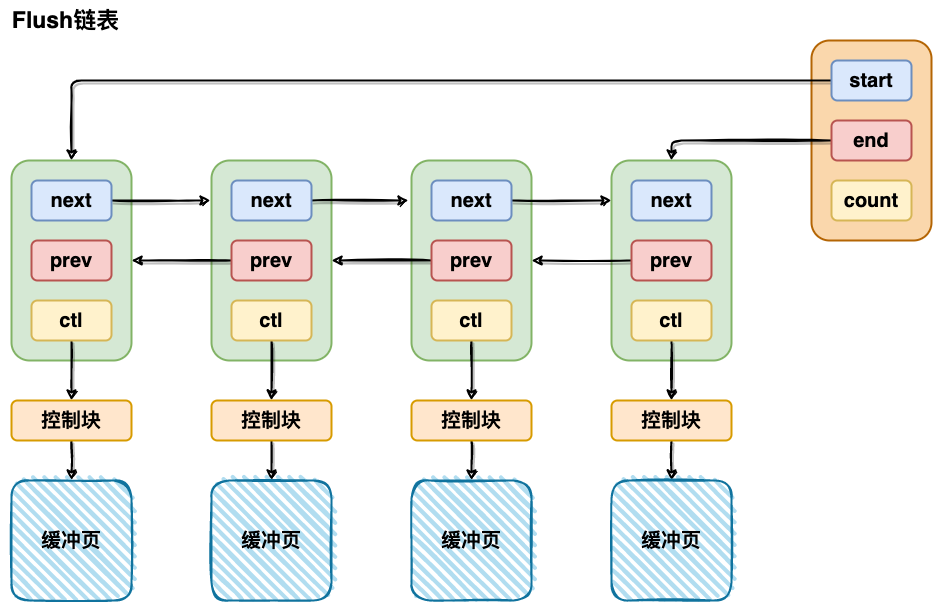 Flush链表
start
end
count
next
next
next
next
prev
prev
prev
prev
ctl
ctl
ctl
ctl
控制块
控制块
控制块
控制块
缓冲页
缓冲页
缓冲页
缓冲页